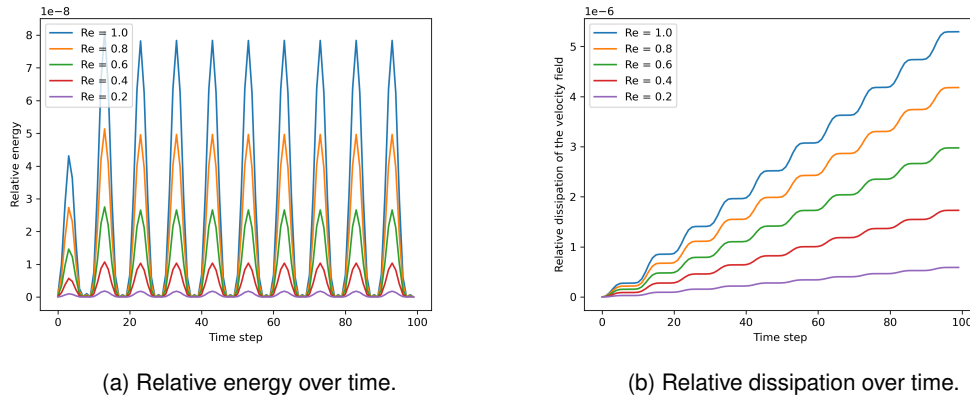 1e−8
Re = 1.0
Re = 0.8
Re = 0.6
Re = 0.4
Re = 0.2
8
7
6
5
4
3
2
1
0
Relative energy
0 20 40 60 80 100
Time step
(a) Relative energy over time.
1e−6
Re = 1.0
Re = 0.8
Re = 0.6
Re = 0.4
Re = 0.2
5
4
3
2
1
0
Relative dissipation of the velocity field
0 20 40 60 80 100
Time step
(b) Relative dissipation over time.